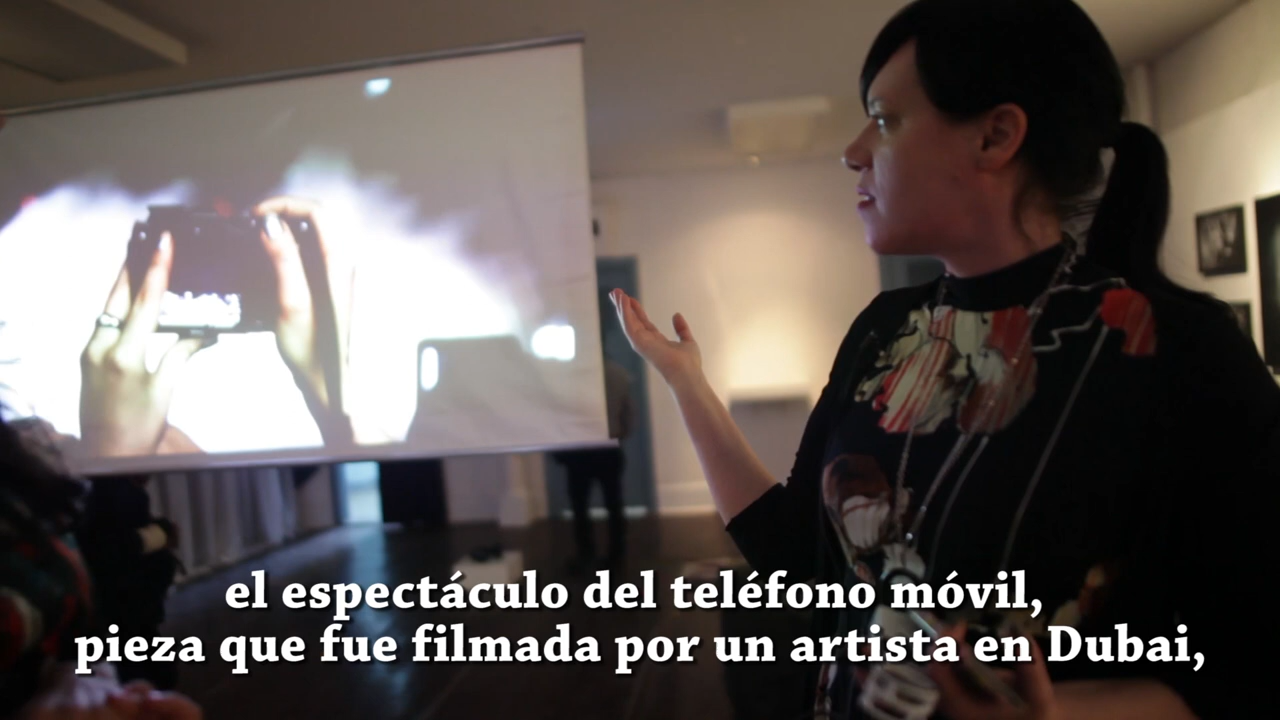 el espectáculo del teléfono móvil,
pieza que fue filmada por un artista en Dubai,